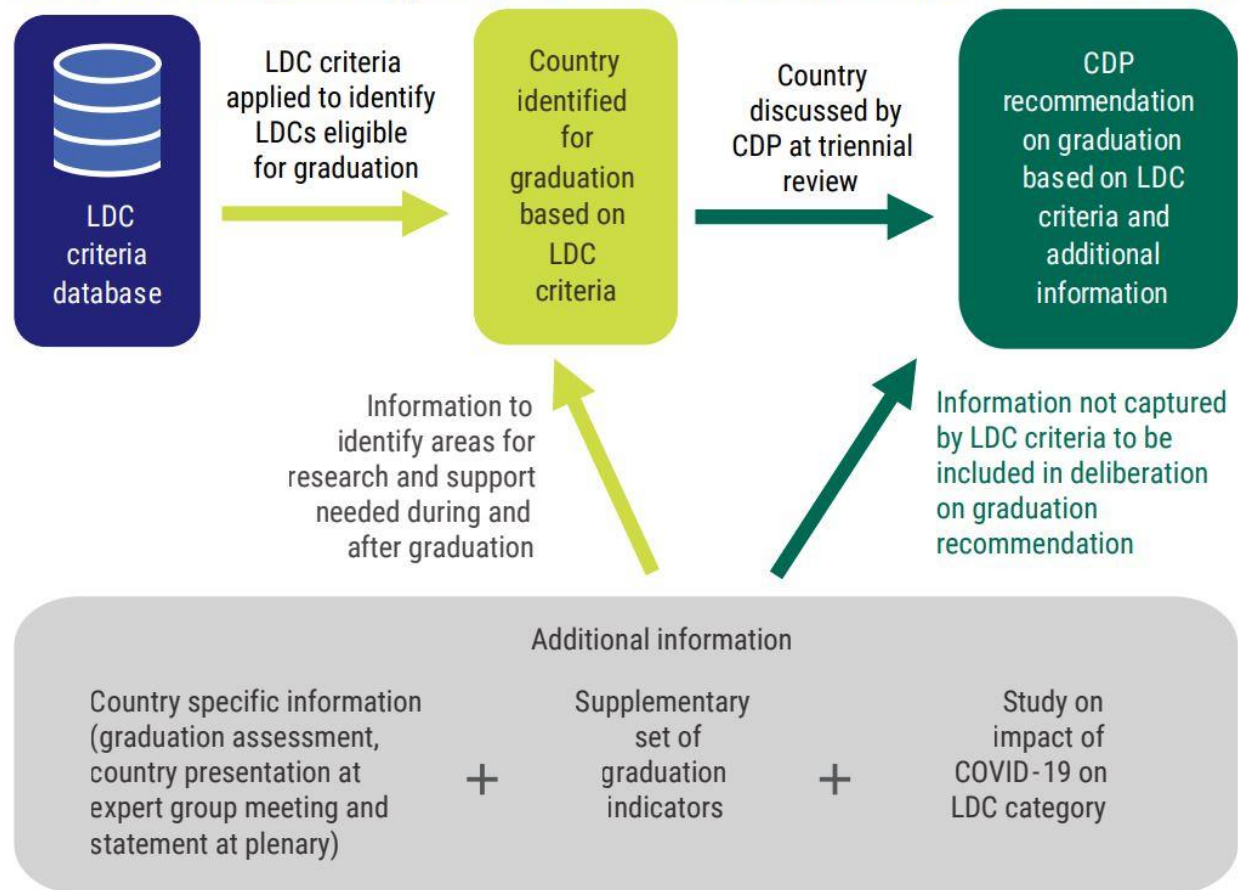 LDC
criteria
database
LDC criteria
applied to identify
LDCs eligible
for graduation
Country
identified
for
graduation
based on
LDC
criteria
Country
discussed by
CDP at triennial
review
CDP
recommendation
on graduation
based on LDC
criteria and
additional
information
Information to
identify areas for
research and support
needed during and
after graduation
Information not captured
by LDC criteria to be
included in deliberation
on graduation
recommendation
Additional information
Country specific information
(graduation assessment,
country presentation at
expert group meeting and
statement at plenary)
+
Supplementary
set of
graduation
indicators
+
Study on
impact of
COVID-19 on
LDC category